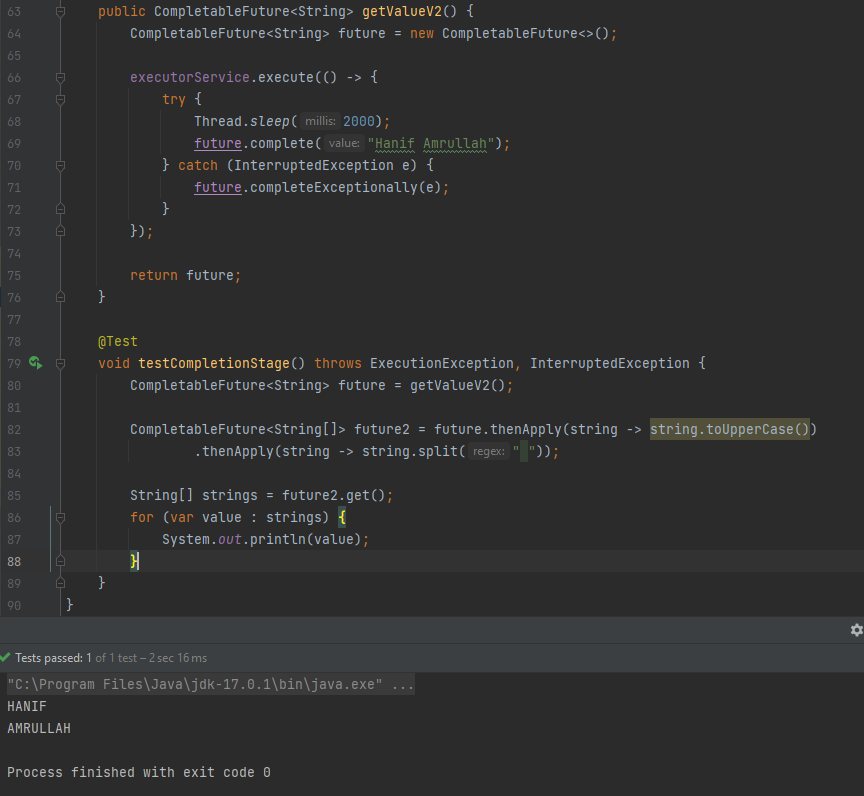 63 public CompletableFuture<String> getValueV2() {
64 CompletableFuture<String> future = new CompletableFuture<>();
65
66 executorService.execute(() -> {
67 try {
68 Thread.sleep( millis: 2000);
69 future.complete( value: "Hanif Amrullah");
70 } catch (InterruptedException e) {
71 future.completeExceptionally(e);
72 }
73 });
74
75 return future;
76 }
77
78 @Test
79 void testCompletionStage() throws ExecutionException, InterruptedException {
80 CompletableFuture<String> future = getValueV2();
81
82 CompletableFuture<String[]> future2 = future.thenApply(string -> string.toUpperCase())
83 .thenApply(string -> string.split( regex: " "));
84
85 String[] strings = future2.get();
86 for (var value : strings) {
87 System.out.println(value);
88 }
89 }
90 }
Tests passed: 1 of 1 test – 2 sec 16 ms
"C:\Program Files\Java\jdk-17.0.1\bin\java.exe" ...
HANIF
AMRULLAH
Process finished with exit code 0